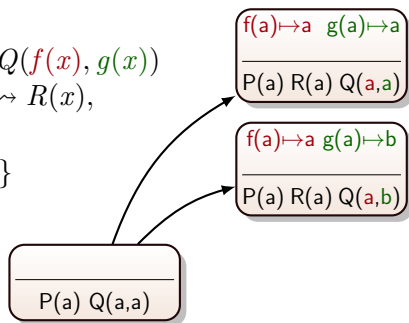 Q(f(x), g(x))
⇝ R(x),
}
f(a)↦a g(a)↦a
P(a) R(a) Q(a,a)
f(a)↦a g(a)↦b
P(a) R(a) Q(a,b)
P(a) Q(a,a)